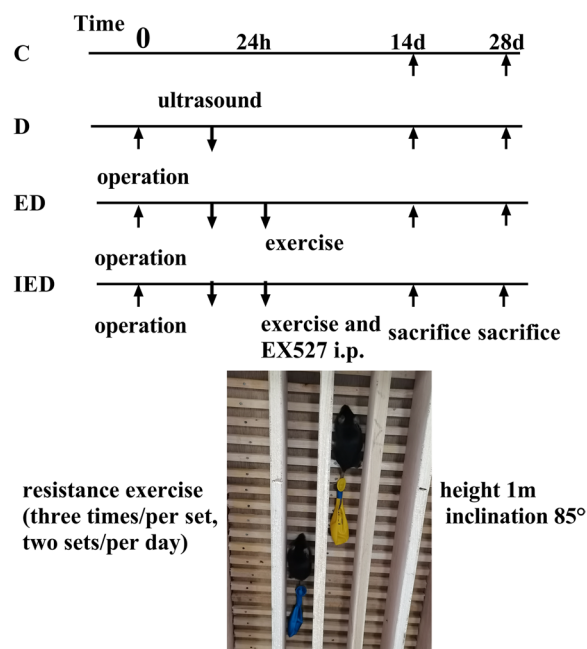 Time
0 24h 14d 28d
C
ultrasound
D
operation
ED
exercise
operation
IED
operation
exercise and
EX527 i.p.
sacrifice sacrifice
resistance exercise
(three times/per set,
two sets/per day)
height 1m
inclination 85°